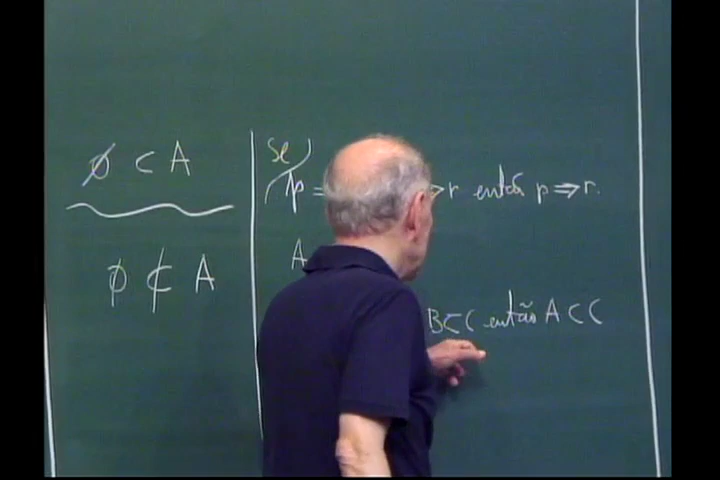 ∅ ⊂ A
∅ ⊄ A
Se
p = ⇒ r então p ⇒ r.
A
B ⊂ C então A ⊂ C